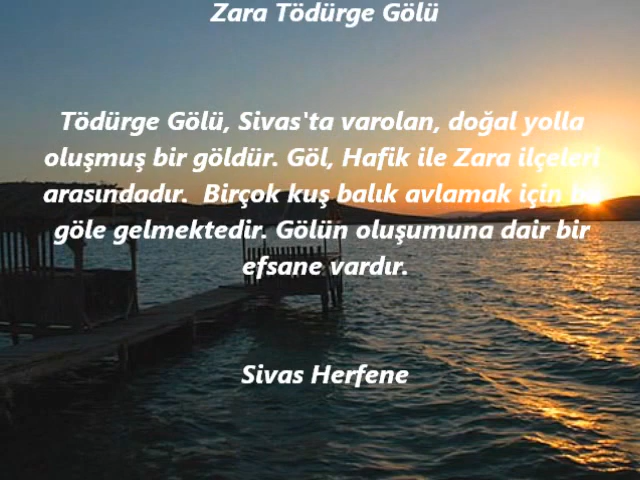 Zara Tödürge Gölü
Tödürge Gölü, Sivas'ta varolan, doğal yolla
oluşmuş bir göldür. Göl, Hafik ile Zara ilçeleri
arasındadır. Birçok kuş balık avlamak için bu
göle gelmektedir. Gölün oluşumuna dair bir
efsane vardır.
Sivas Herfene